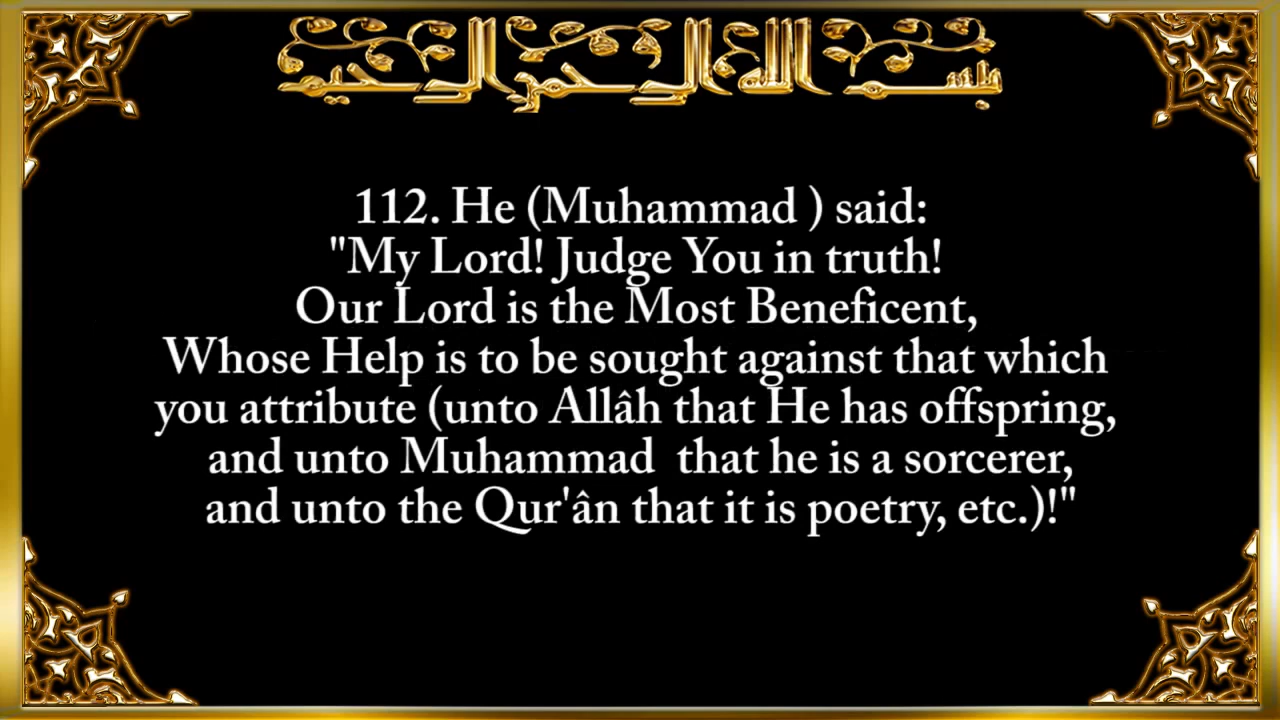 بسم الله الرحمن الرحيم
112. He (Muhammad ) said:
"My Lord! Judge You in truth!
Our Lord is the Most Beneficent,
Whose Help is to be sought against that which
you attribute (unto Allâh that He has offspring,
and unto Muhammad  that he is a sorcerer,
and unto the Qur'ân that it is poetry, etc.)!"